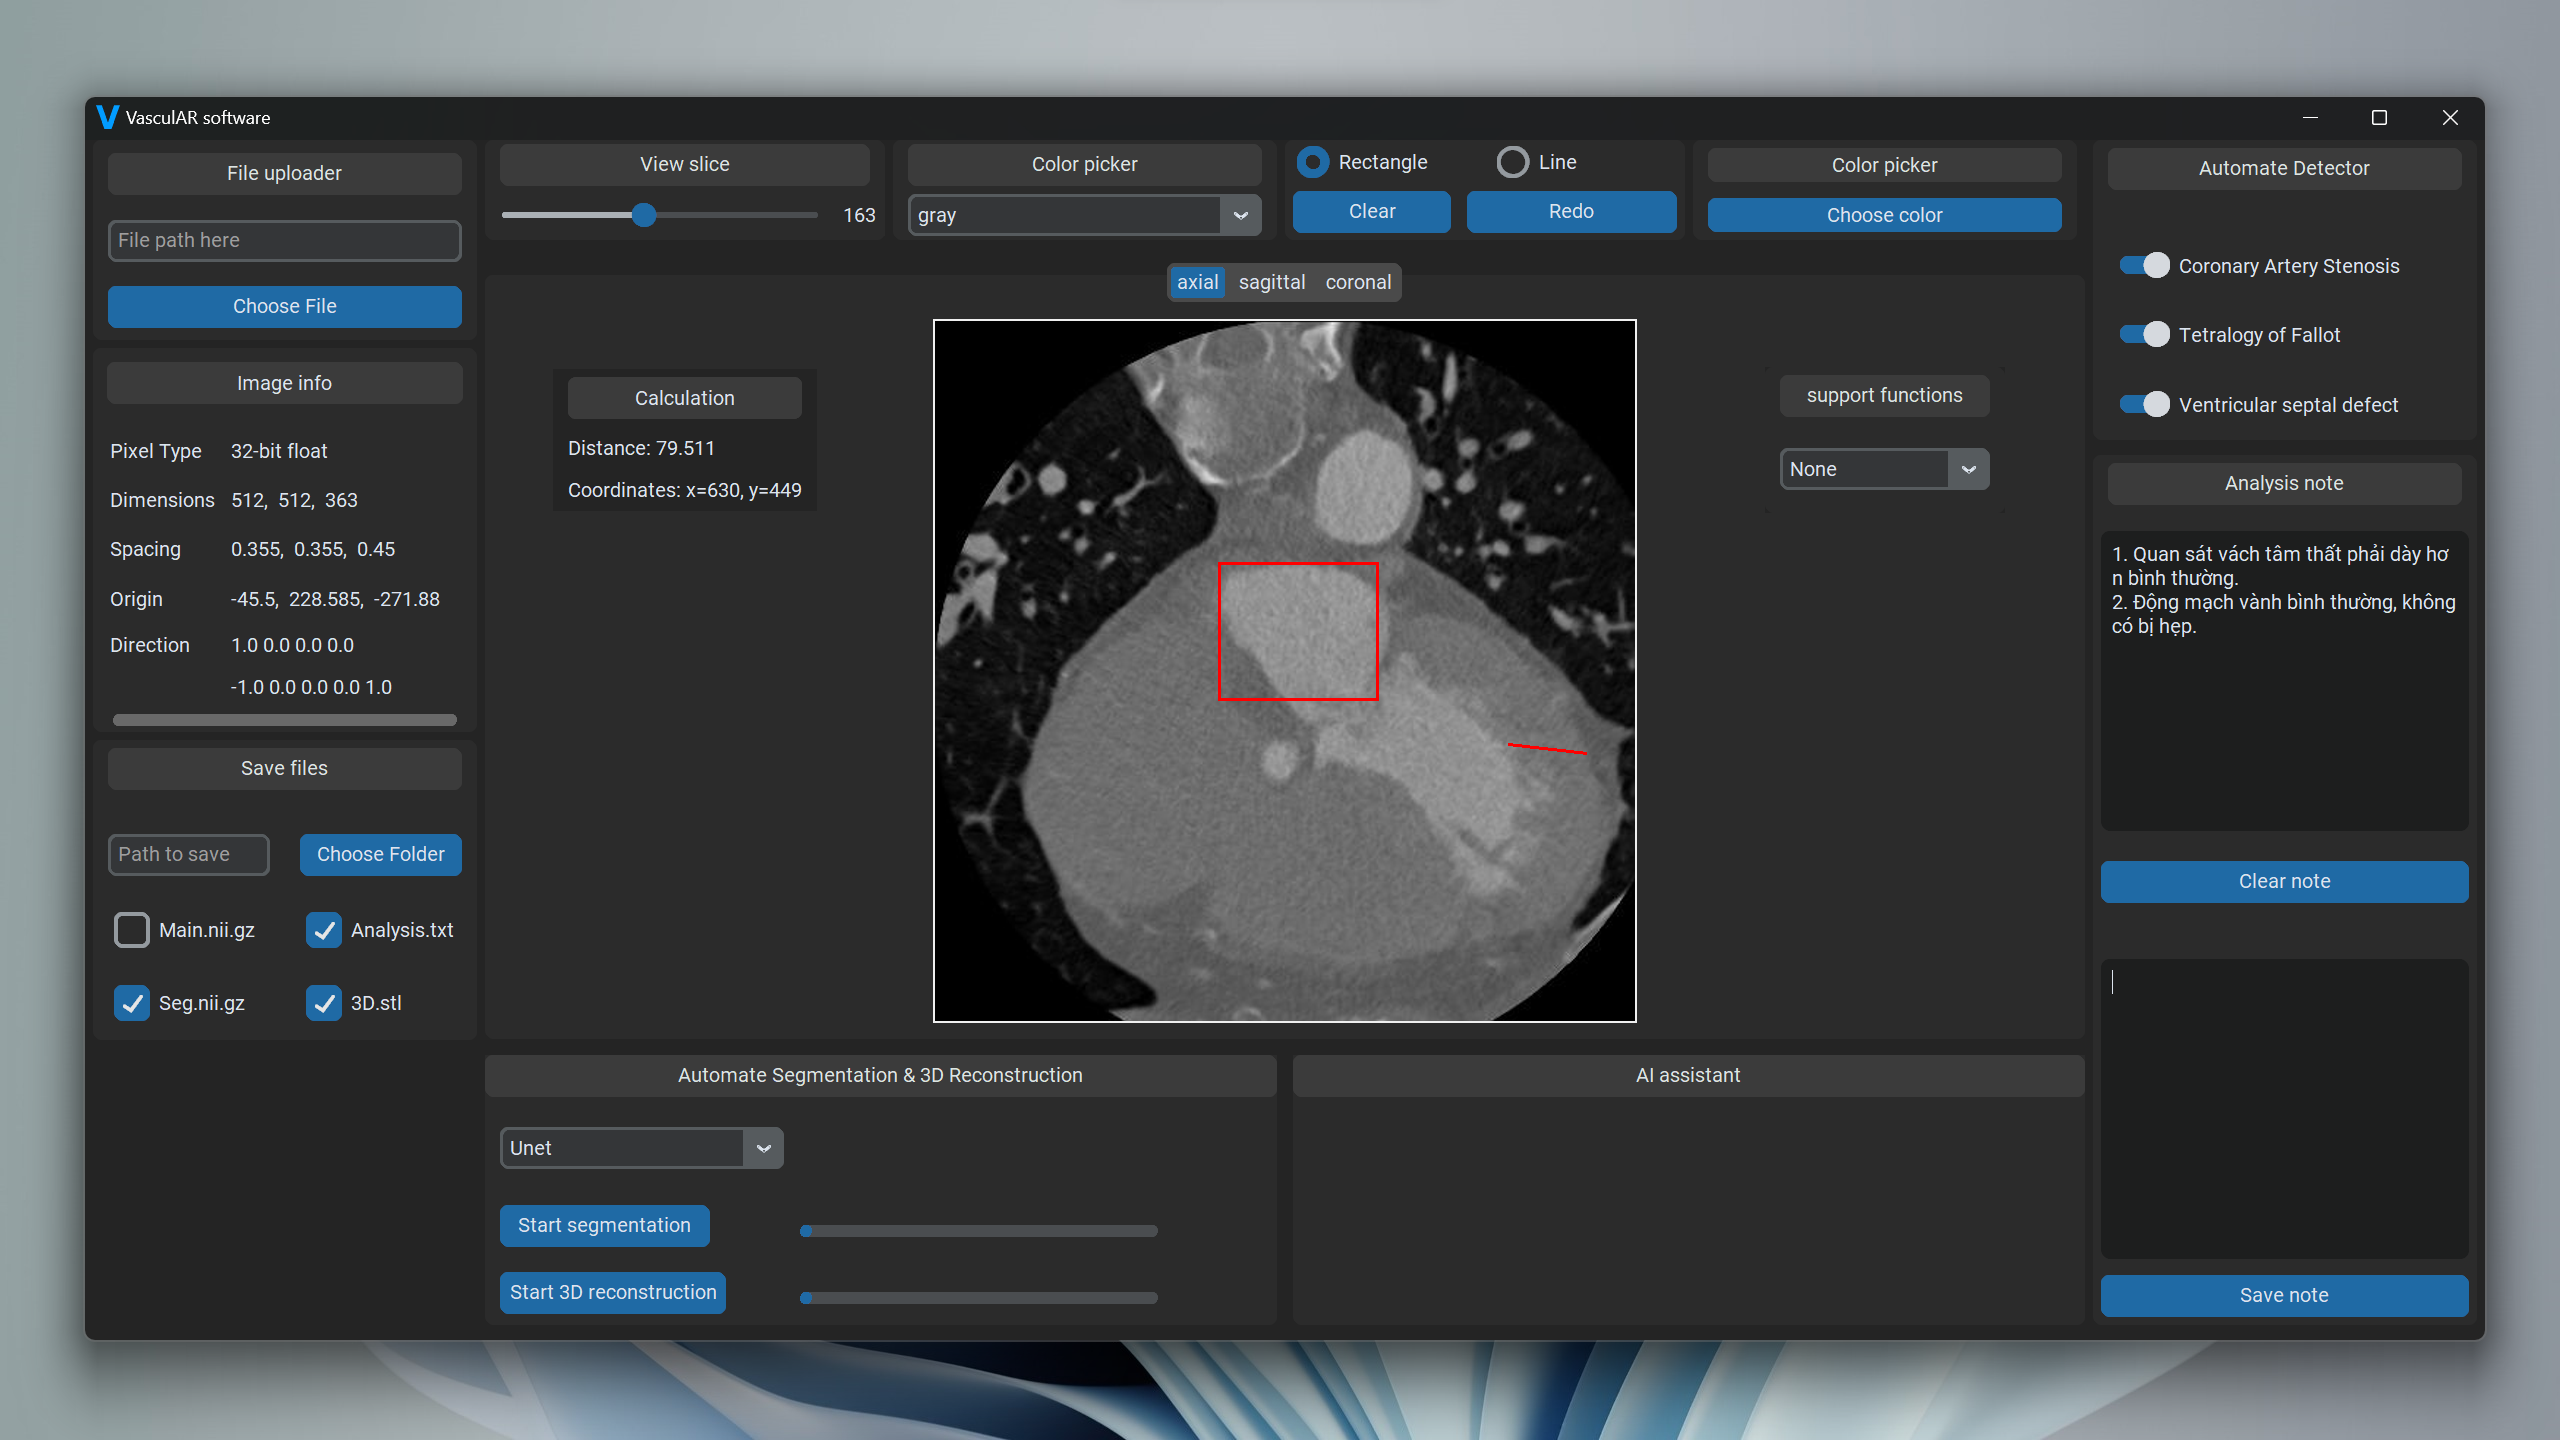 VasculAR software
File uploader
File path here
Choose File
Image info
Pixel Type 32-bit float
Dimensions 512, 512, 363
Spacing 0.355, 0.355, 0.45
Origin -45.5, 228.585, -271.88
Direction 1.0 0.0 0.0 0.0
-1.0 0.0 0.0 0.0 1.0
Save files
Path to save Choose Folder
Main.nii.gz Analysis.txt
Seg.nii.gz 3D.stl
View slice
163
Color picker
gray
Rectangle Line
Clear Redo
Color picker
Choose color
axial sagittal coronal
Calculation
Distance: 79.511
Coordinates: x=630, y=449
support functions
None
Automate Segmentation & 3D Reconstruction
Unet
Start segmentation
Start 3D reconstruction
AI assistant
Automate Detector
Coronary Artery Stenosis
Tetralogy of Fallot
Ventricular septal defect
Analysis note
1. Quan sát vách tâm thất phải dày hơ
n bình thường.
2. Động mạch vành bình thường, không
có bị hẹp.
Clear note
Save note